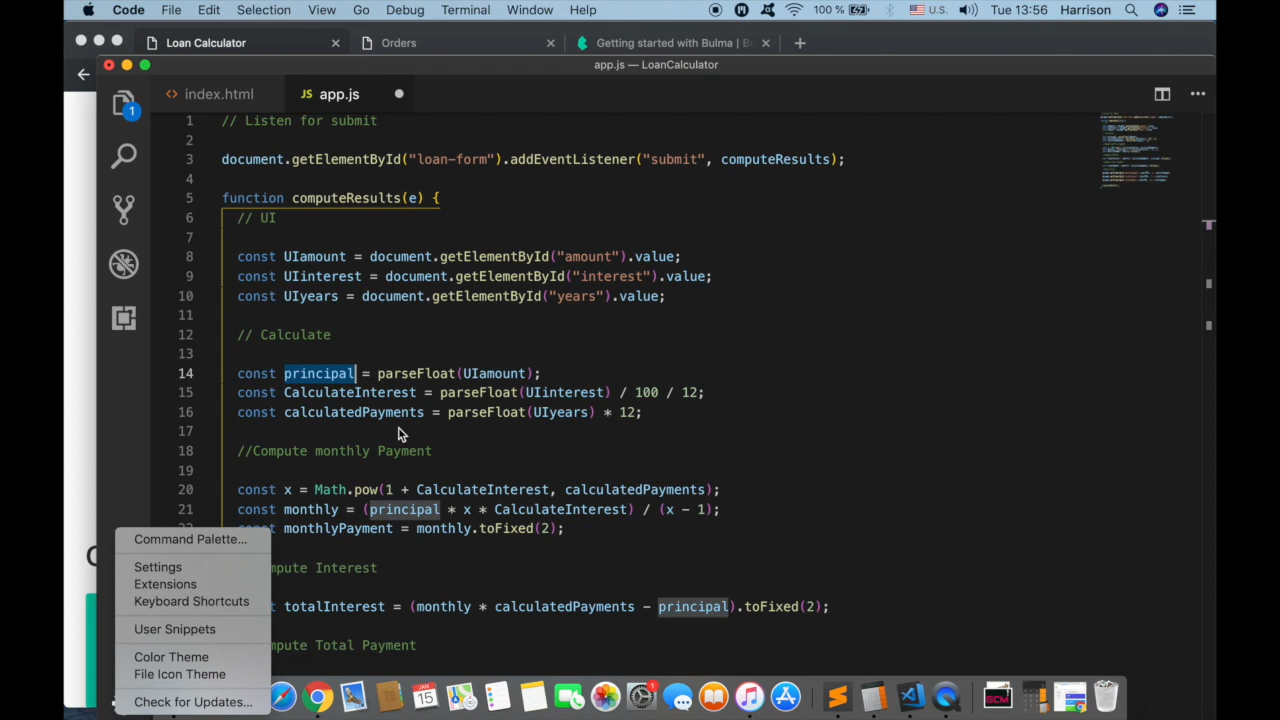 Code File Edit Selection View Go Debug Terminal Window Help 100 % U.S. Tue 13:56 Harrison
Loan Calculator Orders Getting started with Bulma |
app.js — LoanCalculator
index.html JS app.js
1
1 // Listen for submit
2
3 document.getElementById("loan-form").addEventListener("submit", computeResults);
4
5 function computeResults(e) {
6 // UI
7
8 const UIamount = document.getElementById("amount").value;
9 const UIinterest = document.getElementById("interest").value;
10 const UIyears = document.getElementById("years").value;
11
12 // Calculate
13
14 const principal = parseFloat(UIamount);
15 const CalculateInterest = parseFloat(UIinterest) / 100 / 12;
16 const calculatedPayments = parseFloat(UIyears) * 12;
17
18 //Compute monthly Payment
19
20 const x = Math.pow(1 + CalculateInterest, calculatedPayments);
21 const monthly = (principal * x * CalculateInterest) / (x - 1);
monthlyPayment = monthly.toFixed(2);
mpute Interest
t totalInterest = (monthly * calculatedPayments - principal).toFixed(2);
mpute Total Payment
Command Palette...
Settings
Extensions
Keyboard Shortcuts
User Snippets
Color Theme
File Icon Theme
Check for Updates...
JAN
15
1
GCM